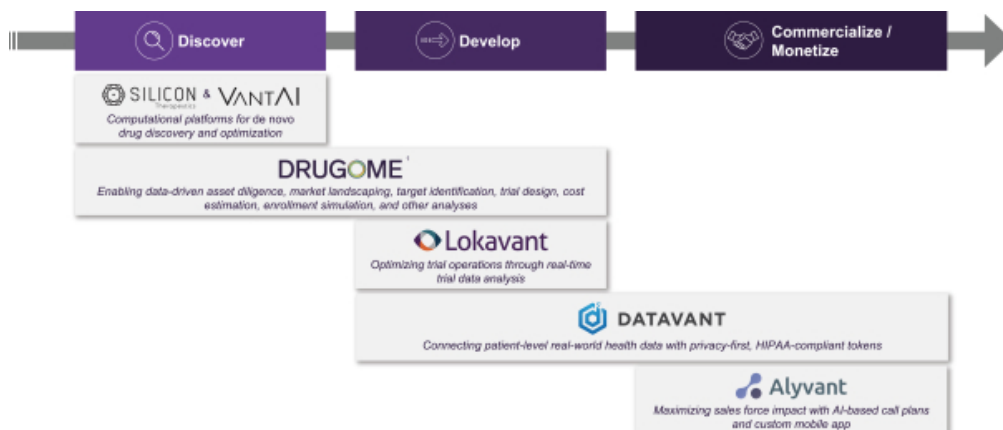 Discover
Develop
Commercialize /
Monetize
SILICON & VANTAI
Therapeutics
Computational platforms for de novo
drug discovery and optimization
DRUGOME
Enabling data-driven asset diligence, market landscaping, target identification, trial design, cost
estimation, enrollment simulation, and other analyses
Lokavant
Optimizing trial operations through real-time
trial data analysis
DATAVANT
Connecting patient-level real-world health data with privacy-first, HIPAA-compliant tokens
Alyvant
Maximizing sales force impact with AI-based call plans
and custom mobile app